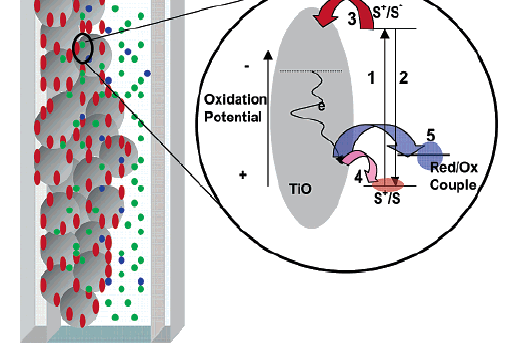 S⁺/S⁻
3
-
1
2
Oxidation
Potential
e
5
Red/Ox
Couple
+
4
TiO
S⁺/S